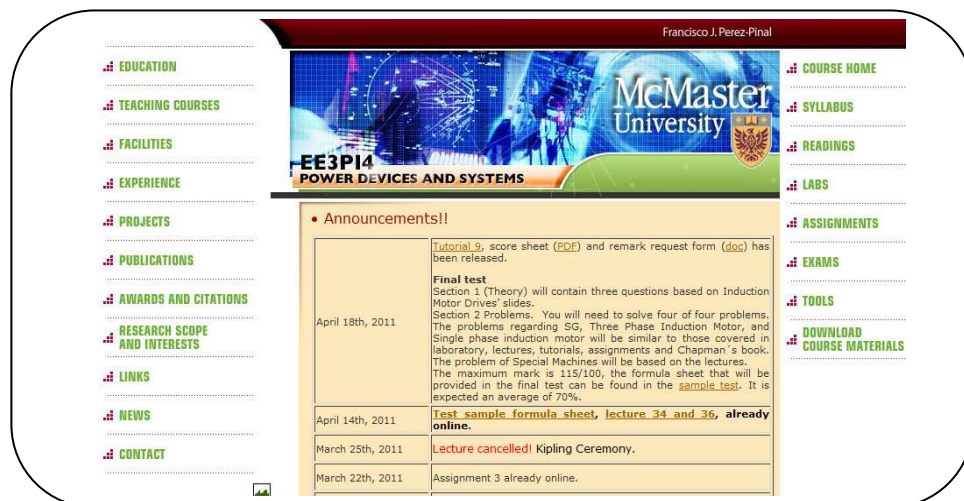 Francisco J. Perez-Pinal
EDUCATION
TEACHING COURSES
FACILITIES
EXPERIENCE
PROJECTS
PUBLICATIONS
AWARDS AND CITATIONS
RESEARCH SCOPE
AND INTERESTS
LINKS
NEWS
CONTACT
McMaster
University
EE3PI4
POWER DEVICES AND SYSTEMS
• Announcements!!
April 18th, 2011
Tutorial 9, score sheet (PDF) and remark request form (doc) has
been released.
Final test
Section 1 (Theory) will contain three questions based on Induction
Motor Drives' slides.
Section 2 Problems. You will need to solve four of four problems.
The problems regarding SG, Three Phase Induction Motor, and
Single phase induction motor will be similar to those covered in
laboratory, lectures, tutorials, assignments and Chapman´s book.
The problem of Special Machines will be based on the lectures.
The maximum mark is 115/100, the formula sheet that will be
provided in the final test can be found in the sample test. It is
expected an average of 70%.
April 14th, 2011
Test sample formula sheet, lecture 34 and 36, already
online.
March 25th, 2011
Lecture cancelled! Kipling Ceremony.
March 22th, 2011
Assignment 3 already online.
COURSE HOME
SYLLABUS
READINGS
LABS
ASSIGNMENTS
EXAMS
TOOLS
DOWNLOAD
COURSE MATERIALS